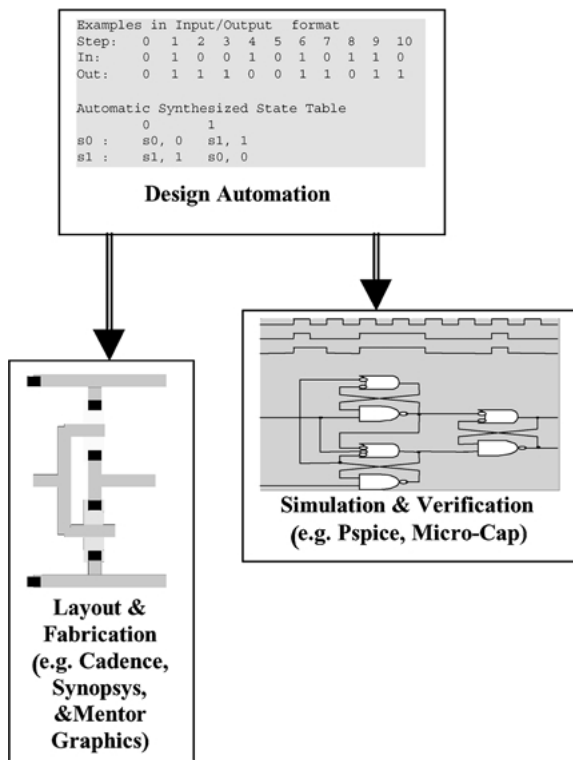 Examples in Input/Output format
Step: 0 1 2 3 4 5 6 7 8 9 10
In: 0 1 0 0 1 0 1 0 1 1 0
Out: 0 1 1 1 0 0 1 1 0 1 1
Automatic Synthesized State Table
0 1
s0 : s0, 0 s1, 1
s1 : s1, 1 s0, 0
Design Automation
Simulation & Verification
(e.g. Pspice, Micro-Cap)
Layout &
Fabrication
(e.g. Cadence,
Synopsys,
&Mentor
Graphics)